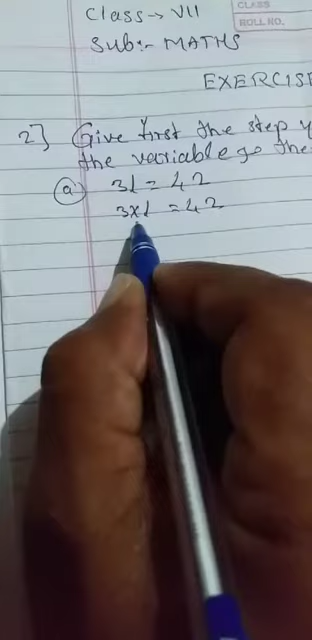 CLASS
Class → VII
ROLL NO.
Sub:- MATHS
EXERCISE
2] Give first the step
the variable
(a) 3l = 42
3×l = 42